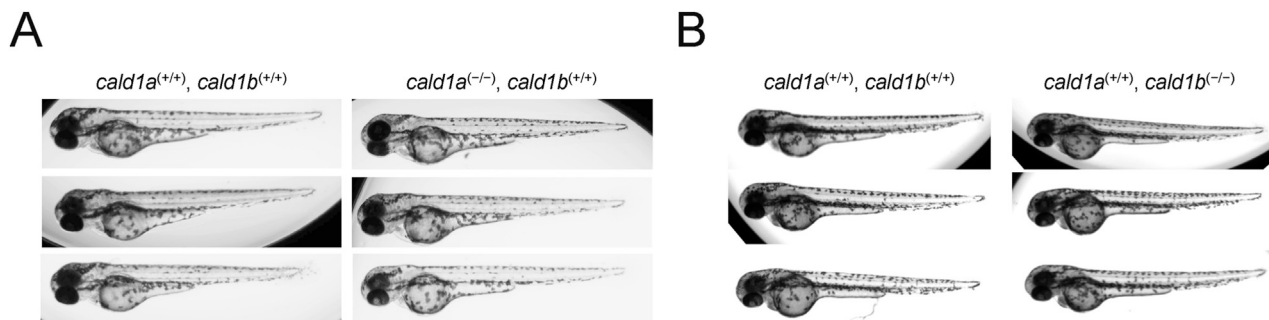 A
B
cald1a(+/+), cald1b(+/+)
cald1a(−/−), cald1b(+/+)
cald1a(+/+), cald1b(+/+)
cald1a(+/+), cald1b(−/−)